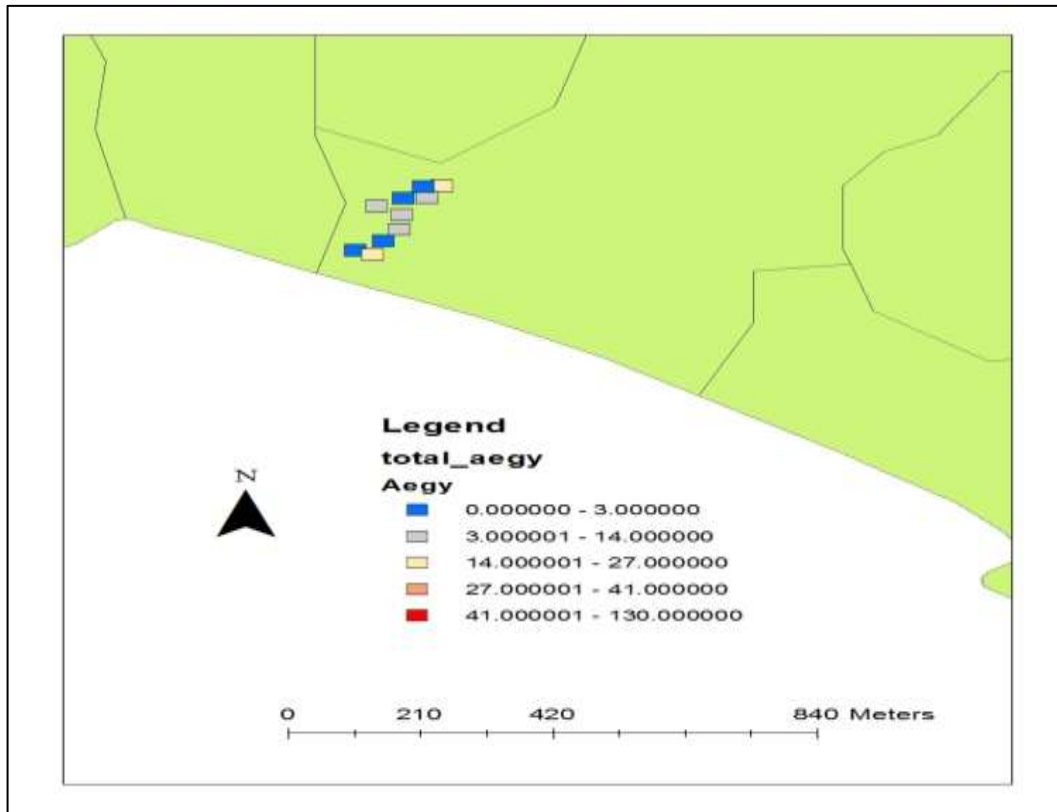 Legend
total_aegy
Aegy
0.000000 - 3.000000
3.000001 - 14.000000
14.000001 - 27.000000
27.000001 - 41.000000
41.000001 - 130.000000
N
0 210 420 840 Meters